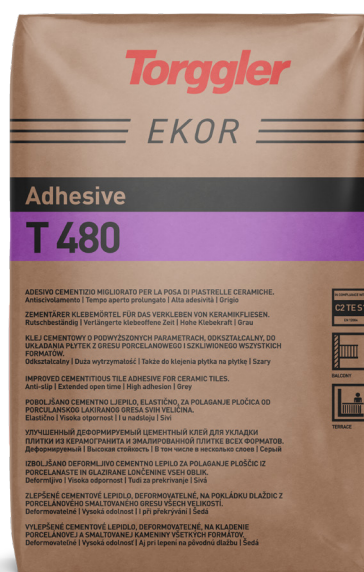 Torggler
EKOR
Adhesive
T 480
ADESIVO CEMENTIZIO MIGLIORATO PER LA POSA DI PIASTRELLE CERAMICHE.
Antiscivolamento | Tempo aperto prolungato | Alta adesività | Grigio
ZEMENTÄRER KLEBEMÖRTEL FÜR DAS VERKLEBEN VON KERAMIKFLIESEN.
Rutschbeständig | Verlängerte klebeoffene Zeit | Hohe Klebekraft | Grau
KLEJ CEMENTOWY O PODWYŻSZONYCH PARAMETRACH, ODKSZTAŁCALNY, DO
UKŁADANIA PŁYTEK Z GRESU PORCELANOWEGO I SZKLIWIONEGO WSZYSTKICH
FORMATÓW.
Odkształcalny | Duża wytrzymałość | Także do klejenia płytka na płytkę | Szary
IMPROVED CEMENTITIOUS TILE ADHESIVE FOR CERAMIC TILES.
Anti-slip | Extended open time | High adhesion | Grey
POBOLJŠANO CEMENTNO LJEPILO, ELASTIČNO, ZA POLAGANJE PLOČICA OD
PORCULANSKOG LAKIRANOG GRESA SVIH VELIČINA.
Elastično | Visoka otpornost | I u nadsloju | Sivi
УЛУЧШЕННЫЙ ДЕФОРМИРУЕМЫЙ ЦЕМЕНТНЫЙ КЛЕЙ ДЛЯ УКЛАДКИ
ПЛИТКИ ИЗ КЕРАМОГРАНИТА И ЭМАЛИРОВАННОЙ ПЛИТКИ ВСЕХ ФОРМАТОВ.
Деформируемый | Высокая стойкость | В том числе в несколько слоев | Серый
IZBOLJŠANO DEFORMLJIVO CEMENTNO LEPILO ZA POLAGANJE PLOŠČIC IZ
PORCELANASTE IN GLAZIRANE LONČENINE VSEH OBLIK.
Deformljivo | Visoka odpornost | Tudi za prekrivanje | Siva
ZLEPŠENÉ CEMENTOVÉ LEPIDLO, DEFORMOVATELNÉ, NA POKLÁDKU DLAŽDIC Z
PORCELÁNOVÉHO SMALTOVANÉHO GRESU VŠECH VELIKOSTÍ.
Deformovatelné | Vysoká odolnost | I při překrývání | Šedá
VYLEPŠENÉ CEMENTOVÉ LEPIDLO, DEFORMOVATEĽNÉ, NA KLADENIE
PORCELÁNOVEJ A SMALTOVANEJ KAMENINY VŠETKÝCH FORMÁTOV.
Deformovateľné | Vysoká odolnosť | Aj pri lepení na pôvodnú dlažbu | Šedá
C2 TE S1
BALCONY
TERRACE